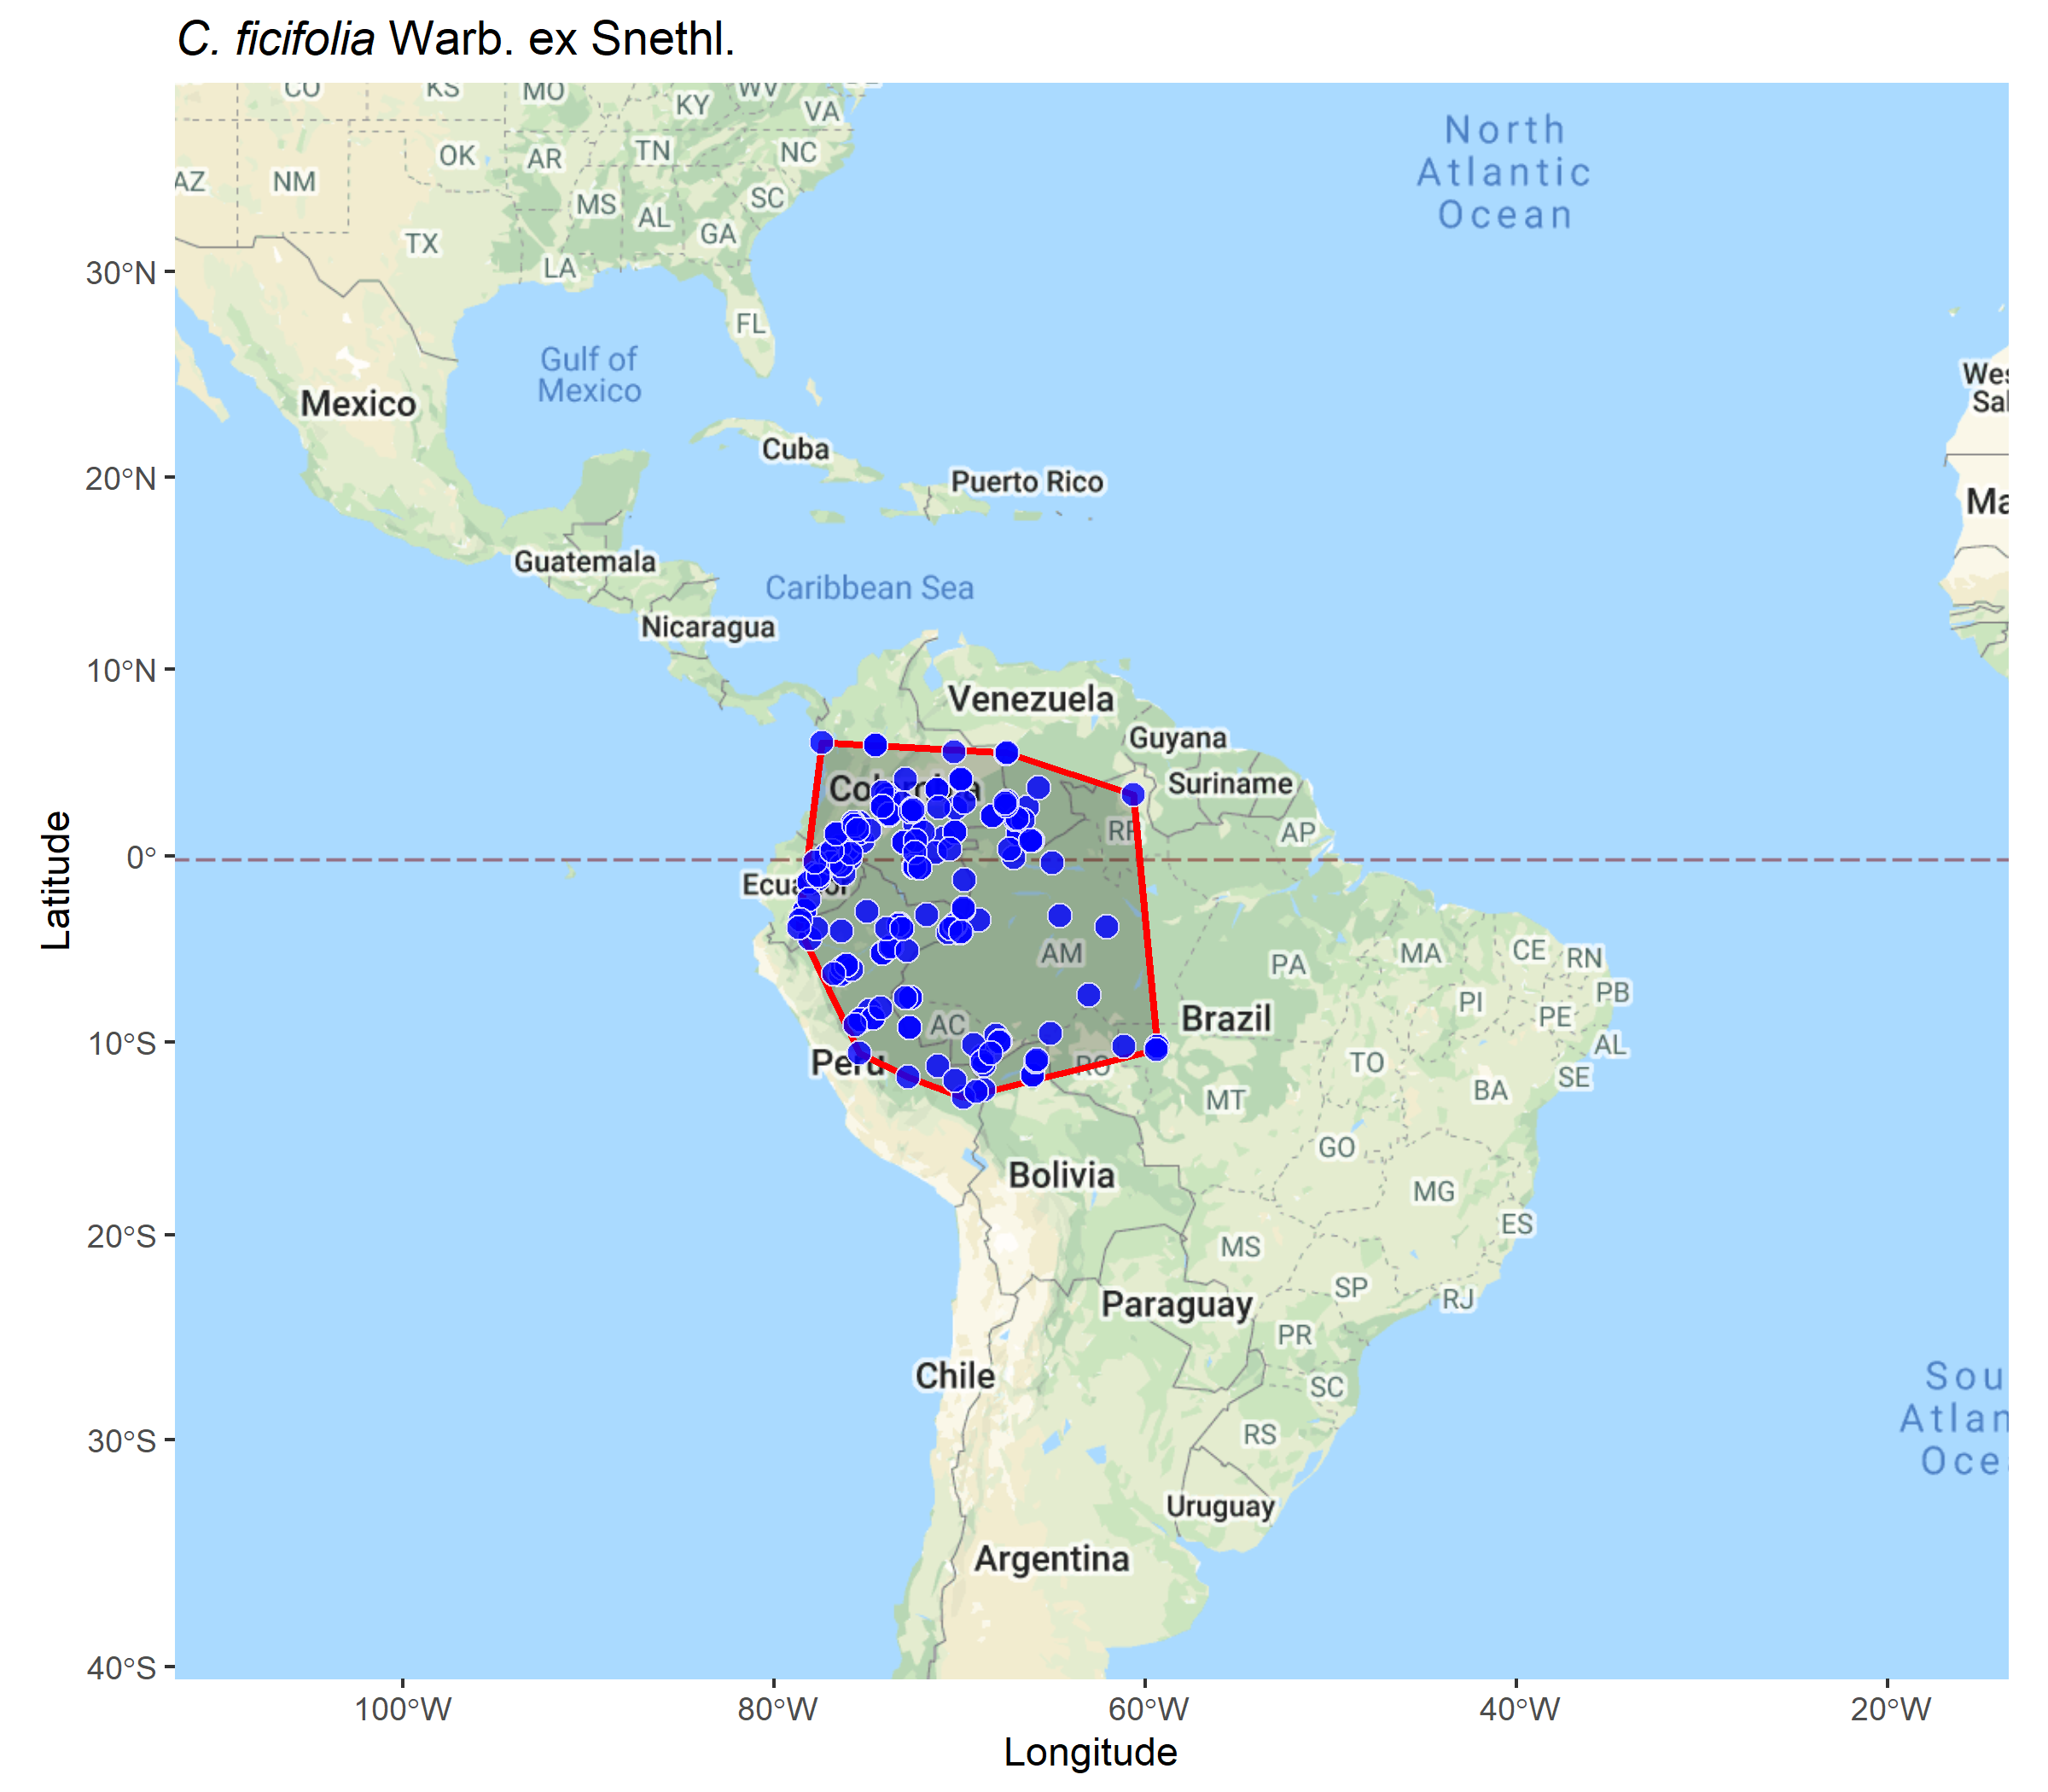 C. ficifolia Warb. ex Snethl.
CO
KS
MO
KY
WV
VA
OK
AR
TN
NC
AZ
NM
MS
AL
SC
GA
TX
LA
FL
North
Atlantic
Ocean
30°N
Gulf of
Mexico
Mexico
Cuba
Puerto Rico
Wes
Sal
20°N
Ma
Guatemala
Caribbean Sea
Nicaragua
10°N
Venezuela
Guyana
Suriname
Colombia
RR
AP
0°
Ecuador
Latitude
AM
PA
MA
CE
RN
PI
PB
PE
AC
Brazil
AL
10°S
Peru
RO
TO
SE
BA
MT
GO
Bolivia
MG
ES
20°S
MS
SP
RJ
Paraguay
PR
Chile
SC
Sou
Atlan
Oce
RS
30°S
Uruguay
Argentina
40°S
100°W
80°W
60°W
40°W
20°W
Longitude